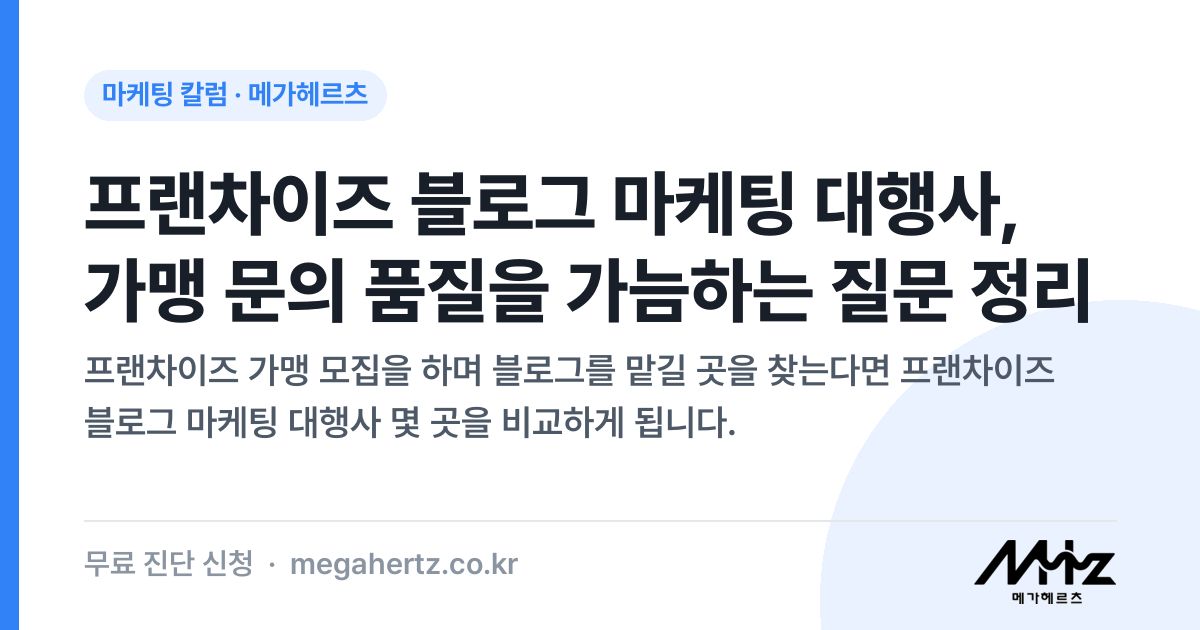 마케팅 칼럼 · 메가헤르츠
프랜차이즈 블로그 마케팅 대행사,
가맹 문의 품질을 가늠하는 질문 정리
프랜차이즈 가맹 모집을 하며 블로그를 맡길 곳을 찾는다면 프랜차이즈
블로그 마케팅 대행사 몇 곳을 비교하게 됩니다.
무료 진단 신청 · megahertz.co.kr
MHz
메가헤르츠